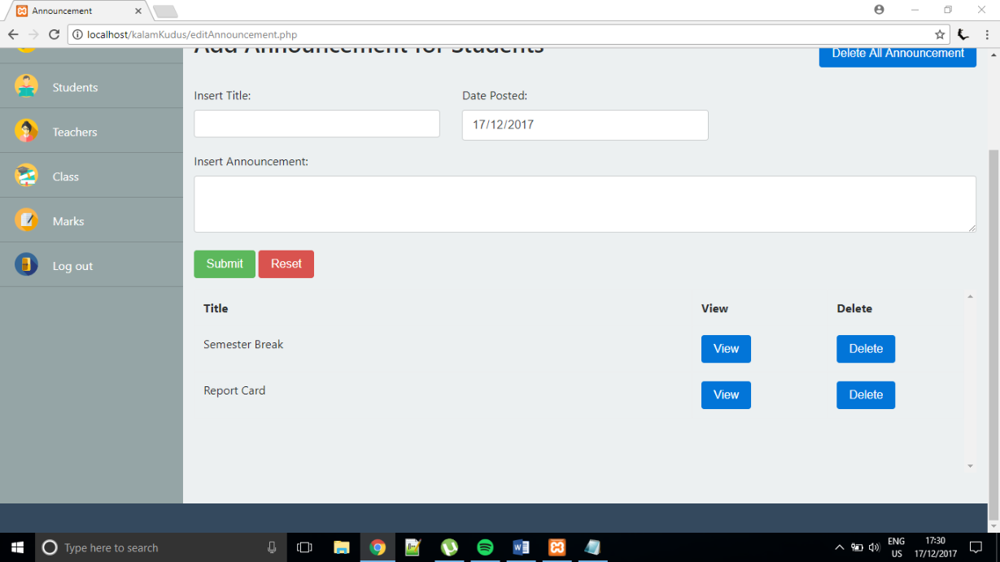 Announcement
localhost/kalamKudus/editAnnouncement.php
Add Announcement for Students
Delete All Announcement
Students
Teachers
Class
Marks
Log out
Insert Title:
Date Posted:
17/12/2017
Insert Announcement:
Submit
Reset
Title
View
Delete
Semester Break
View
Delete
Report Card
View
Delete
Type here to search
ENG
US
17:30
17/12/2017